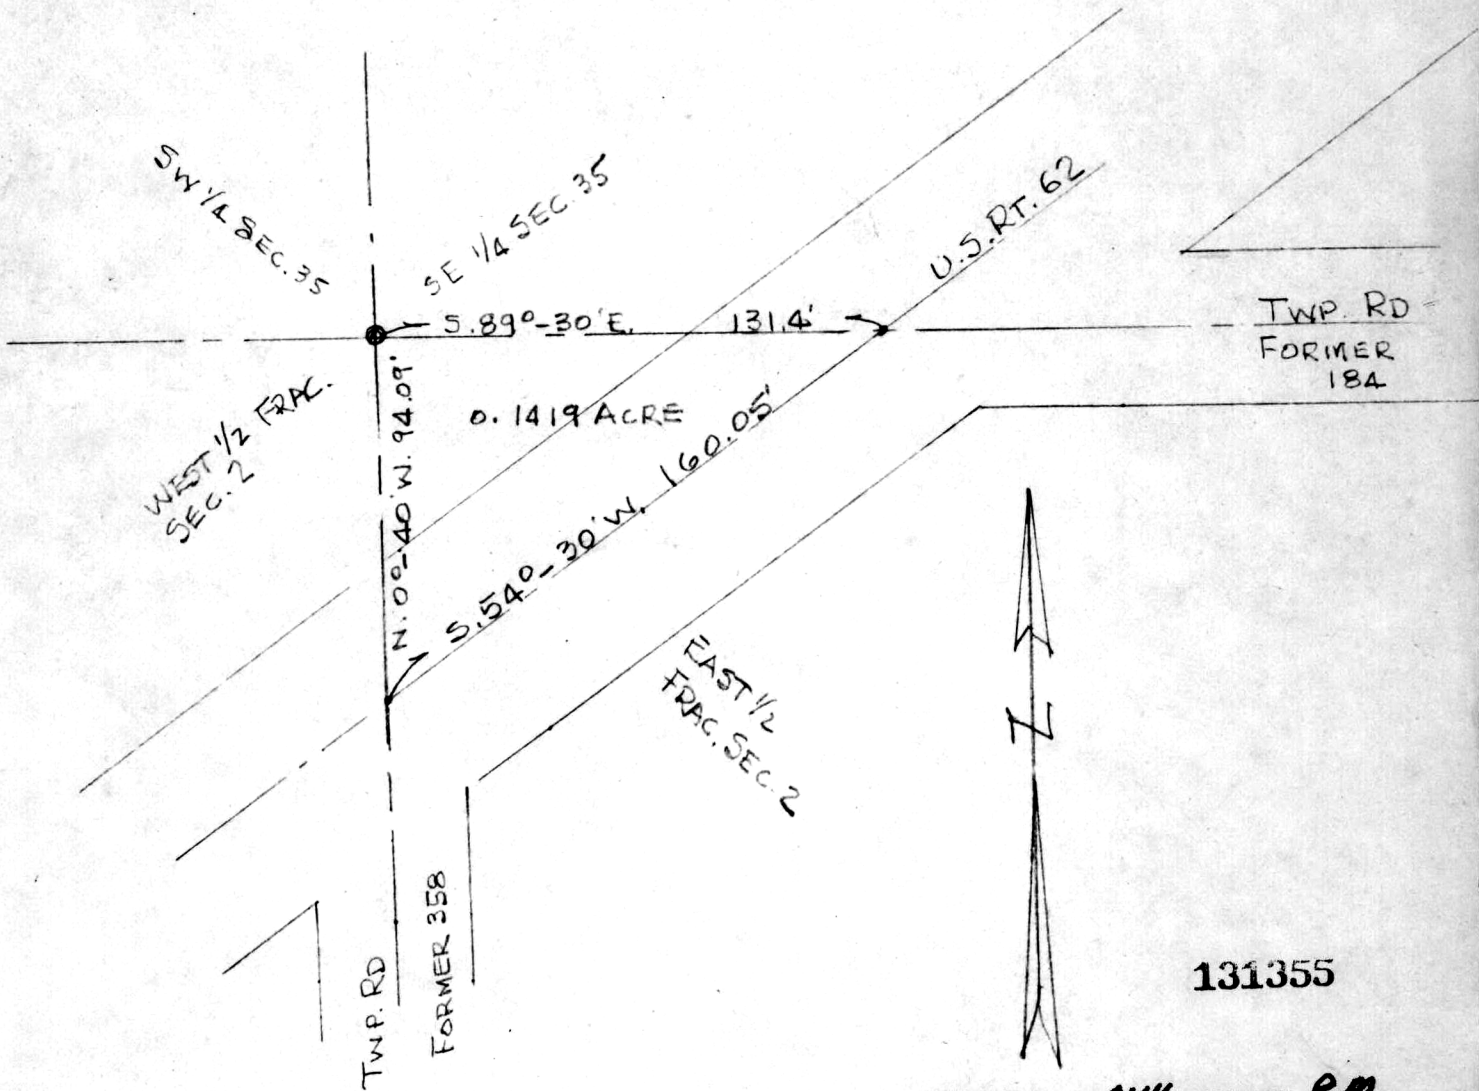 SW 1/4 SEC. 35
SE 1/4 SEC. 35
U.S. RT. 62
S. 89°-30' E. 131.4'
TWP. RD
FORMER
184
WEST 1/2 FRAC.
SEC. 2
N. 0°-40' W. 94.09'
0.1419 ACRE
S. 54°-30' W. 160.05'
EAST 1/2
FRAC. SEC. 2
N
TWP. RD
FORMER 358
131355
P.M